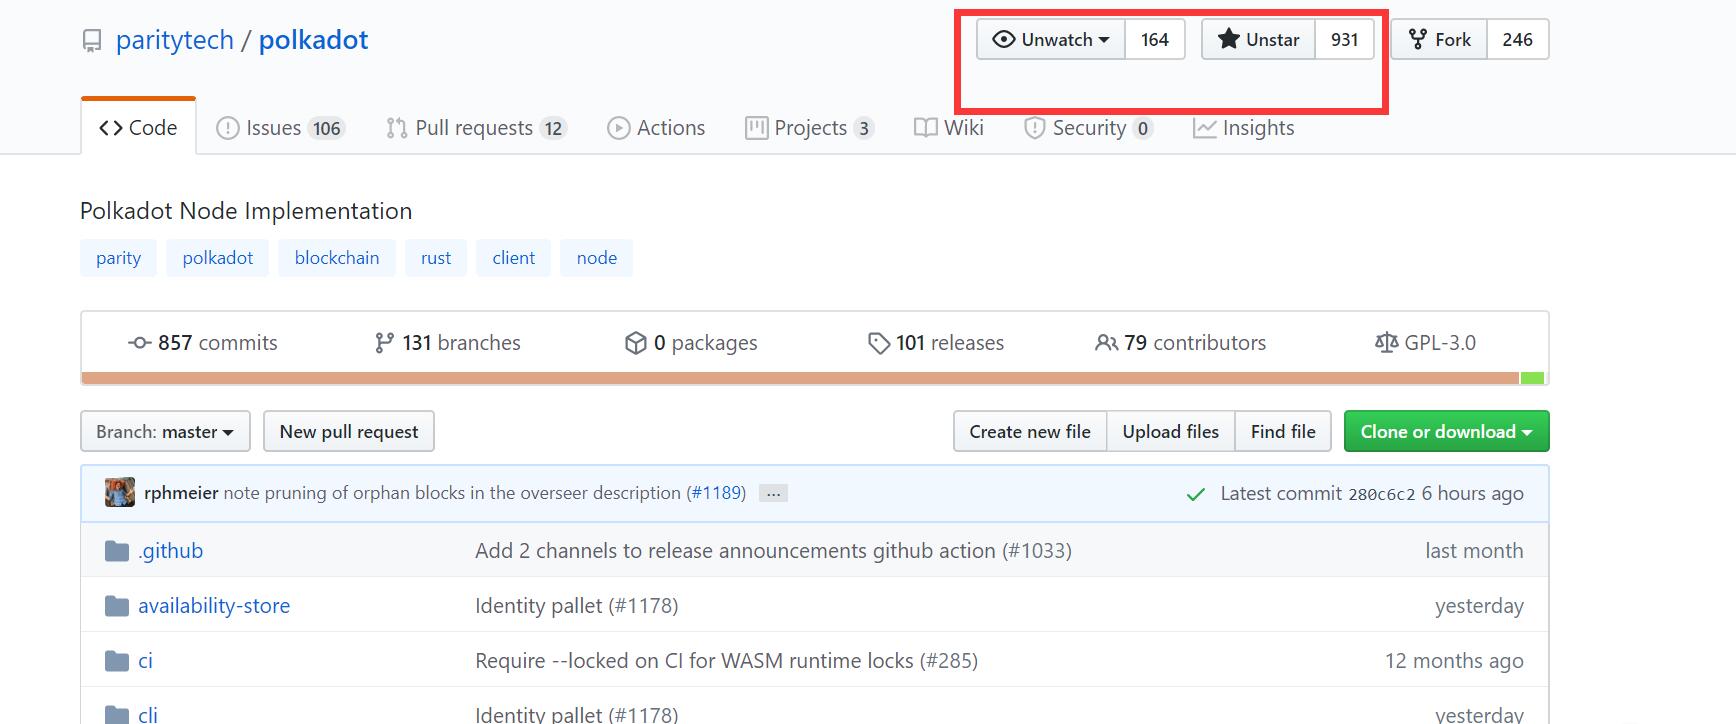 paritytech / polkadot
Unwatch 164 Unstar 931 Fork 246
Code Issues 106 Pull requests 12 Actions Projects 3 Wiki Security 0 Insights
Polkadot Node Implementation
parity polkadot blockchain rust client node
857 commits 131 branches 0 packages 101 releases 79 contributors GPL-3.0
Branch: master New pull request Create new file Upload files Find file Clone or download
rphmeier note pruning of orphan blocks in the overseer description (#1189) ... Latest commit 280c6c2 6 hours ago
.github Add 2 channels to release announcements github action (#1033) last month
availability-store Identity pallet (#1178) yesterday
ci Require --locked on CI for WASM runtime locks (#285) 12 months ago
cli Identity pallet (#1178) yesterday